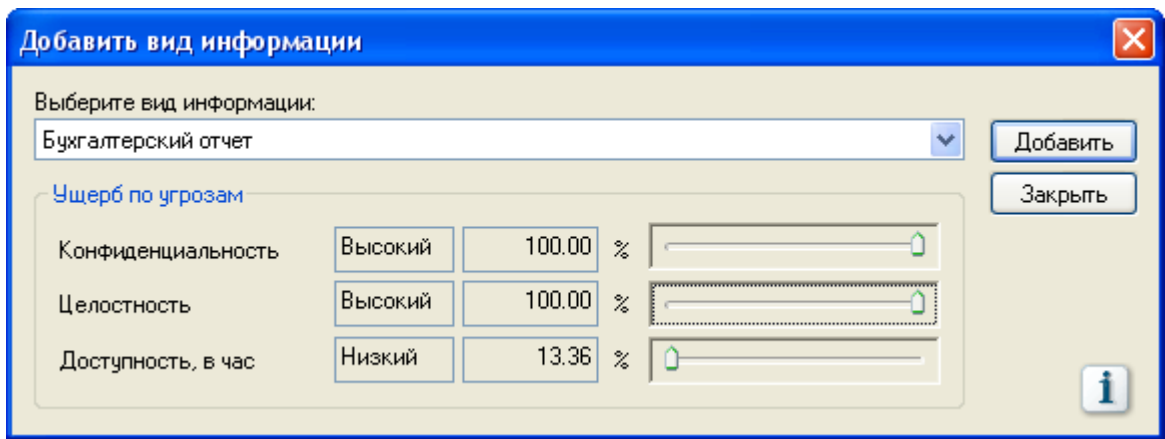 Добавить вид информации
Выберите вид информации:
Бухгалтерский отчет
Добавить
Закрыть
Ущерб по угрозам
Конфиденциальность Высокий 100.00 %
Целостность Высокий 100.00 %
Доступность, в час Низкий 13.36 %